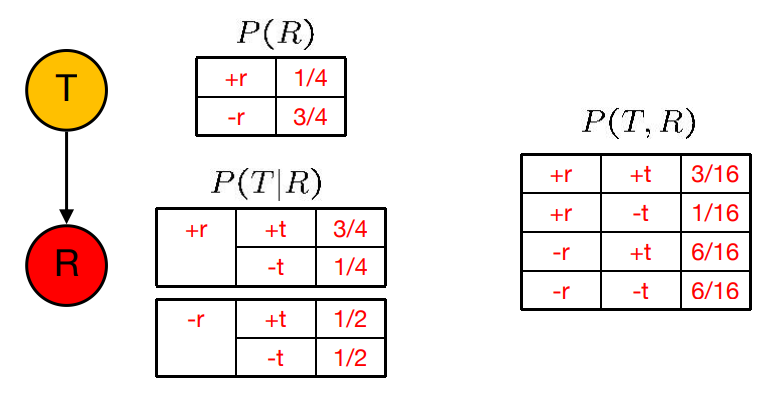 T
R
P(R)
+r 1/4
-r 3/4
P(T|R)
+r +t 3/4
-t 1/4
-r +t 1/2
-t 1/2
P(T, R)
+r +t 3/16
+r -t 1/16
-r +t 6/16
-r -t 6/16